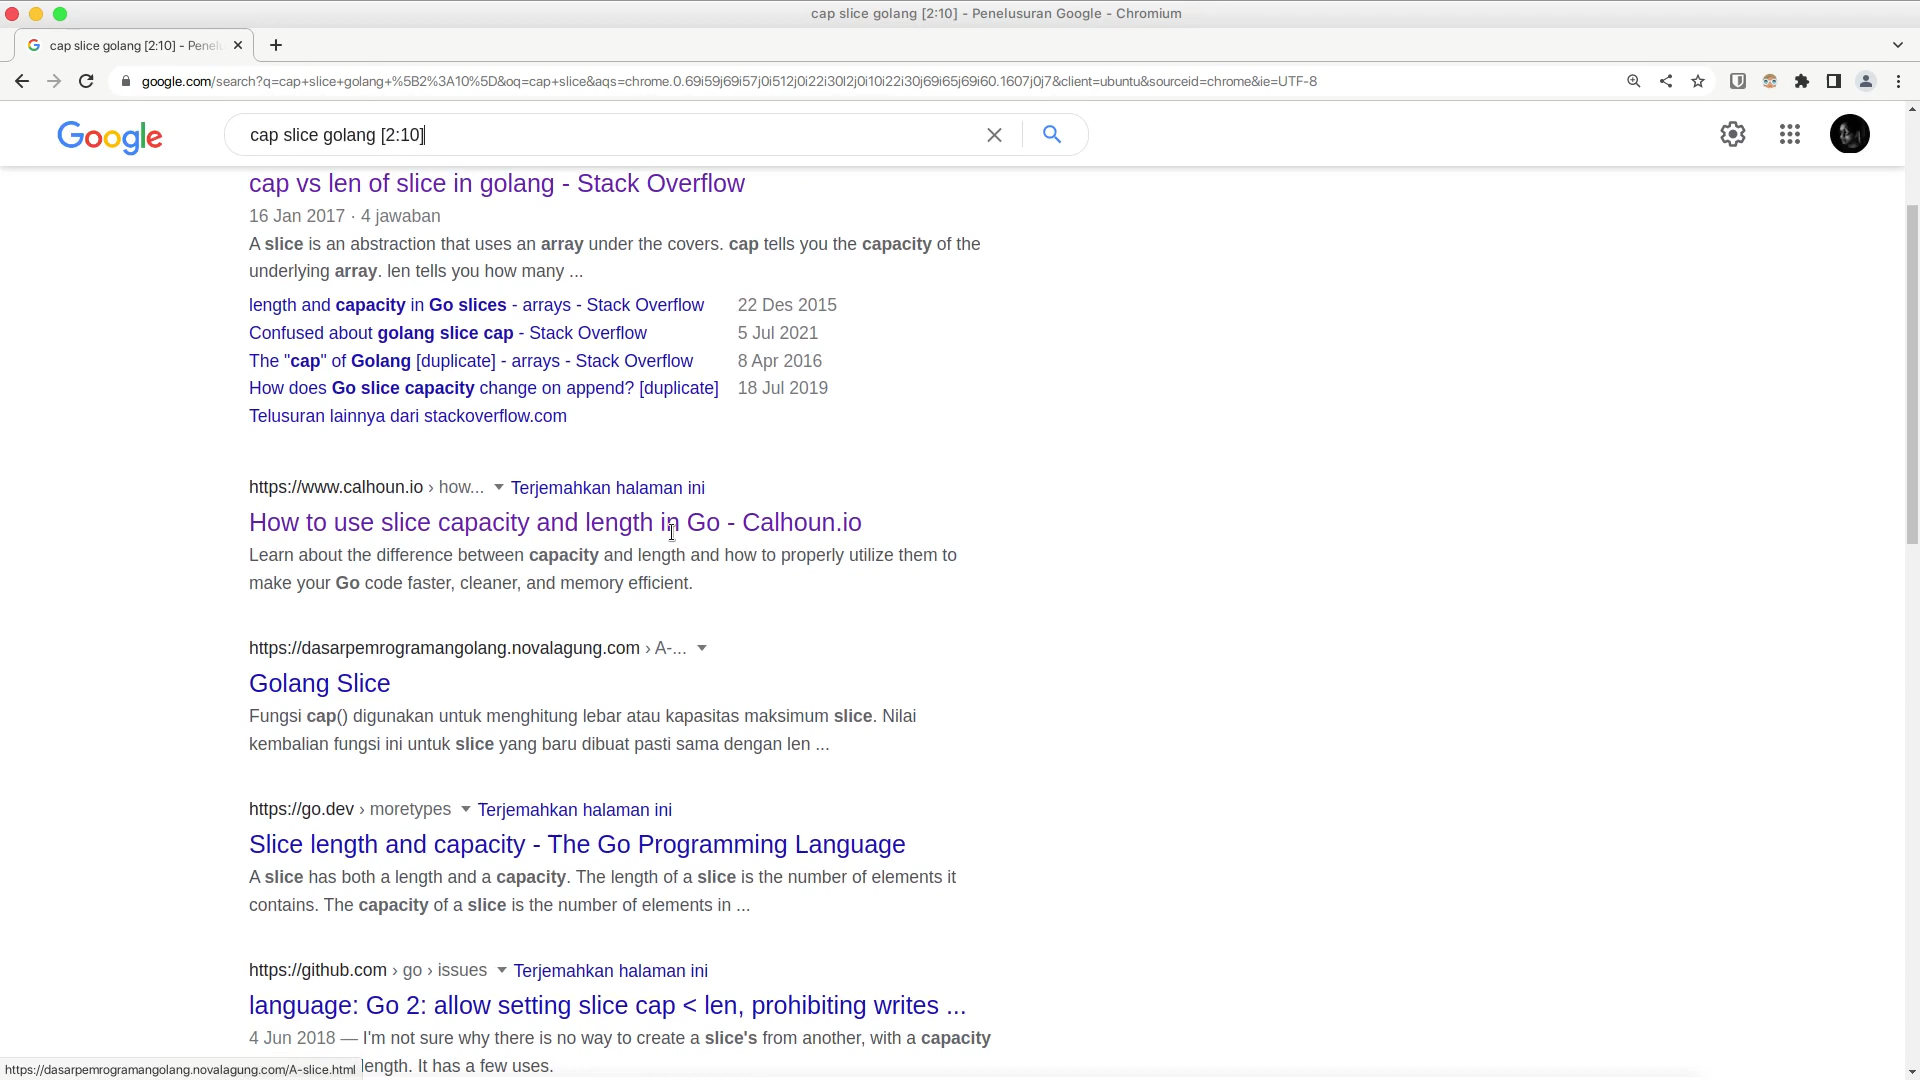 cap slice golang [2:10] - Penelusuran Google - Chromium
cap slice golang [2:10] - Penel
google.com/search?q=cap+slice+golang+%5B2%3A10%5D&oq=cap+slice&aqs=chrome.0.69i59j69i57j0i512j0i22i30l2j0i10i22i30j69i65j69i60.1607j0j7&client=ubuntu&sourceid=chrome&ie=UTF-8
Google
cap slice golang [2:10]
cap vs len of slice in golang - Stack Overflow
16 Jan 2017 · 4 jawaban
A slice is an abstraction that uses an array under the covers. cap tells you the capacity of the
underlying array. len tells you how many ...
length and capacity in Go slices - arrays - Stack Overflow 22 Des 2015
Confused about golang slice cap - Stack Overflow 5 Jul 2021
The "cap" of Golang [duplicate] - arrays - Stack Overflow 8 Apr 2016
How does Go slice capacity change on append? [duplicate] 18 Jul 2019
Telusuran lainnya dari stackoverflow.com
https://www.calhoun.io › how... Terjemahkan halaman ini
How to use slice capacity and length in Go - Calhoun.io
Learn about the difference between capacity and length and how to properly utilize them to
make your Go code faster, cleaner, and memory efficient.
https://dasarpemrogramangolang.novalagung.com › A-...
Golang Slice
Fungsi cap() digunakan untuk menghitung lebar atau kapasitas maksimum slice. Nilai
kembalian fungsi ini untuk slice yang baru dibuat pasti sama dengan len ...
https://go.dev › moretypes Terjemahkan halaman ini
Slice length and capacity - The Go Programming Language
A slice has both a length and a capacity. The length of a slice is the number of elements it
contains. The capacity of a slice is the number of elements in ...
https://github.com › go › issues Terjemahkan halaman ini
language: Go 2: allow setting slice cap < len, prohibiting writes ...
4 Jun 2018 — I'm not sure why there is no way to create a slice's from another, with a capacity
length. It has a few uses.
https://dasarpemrogramangolang.novalagung.com/A-slice.html